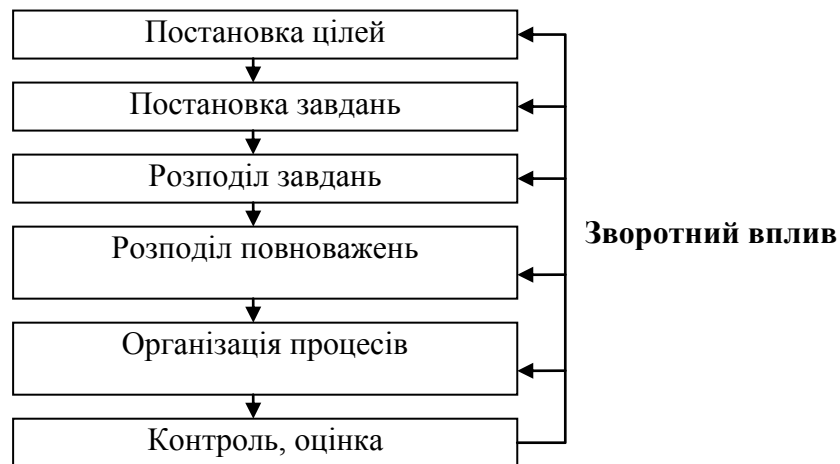 Постановка цілей
Постановка завдань
Розподіл завдань
Розподіл повноважень
Зворотний вплив
Організація процесів
Контроль, оцінка